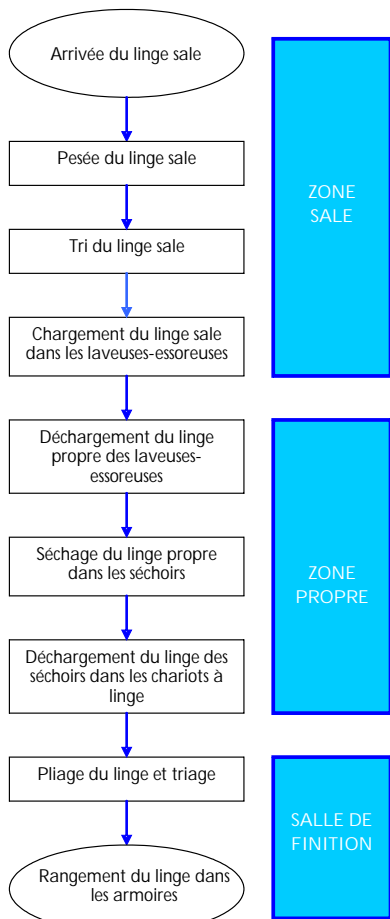 Arrivée du linge sale
Pesée du linge sale
Tri du linge sale
Chargement du linge sale
dans les laveuses-essoreuses
ZONE
SALE
Déchargement du linge
propre des laveuses-
essoreuses
Séchage du linge propre
dans les séchoirs
Déchargement du linge des
séchoirs dans les chariots à
linge
ZONE
PROPRE
Pliage du linge et triage
Rangement du linge dans
les armoires
SALLE DE
FINITION